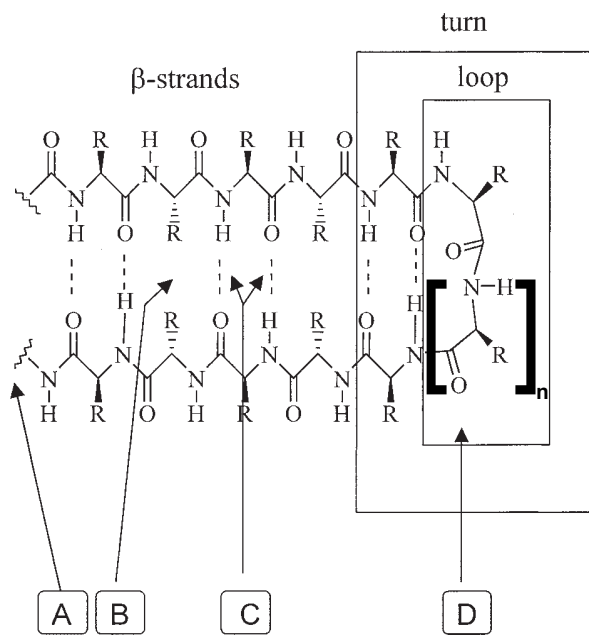 turn
β-strands
loop
O R H O R H O R H
N N N R
N N N
H O R H O R H O
O
N-H
H H
O R O H R O
N N N R
N N N O
n
H R O H R O H R
A B C D